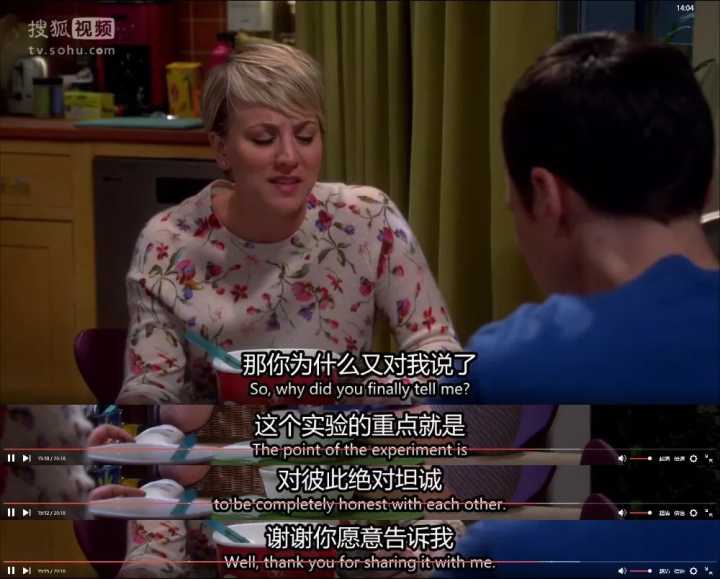 14:04
搜狐视频
tv.sohu.com
那你为什么又对我说了
So, why did you finally tell me?
这个实验的重点就是
The point of the experiment is
对彼此绝对坦诚
to be completely honest with each other.
谢谢你愿意告诉我
Well, thank you for sharing it with me.